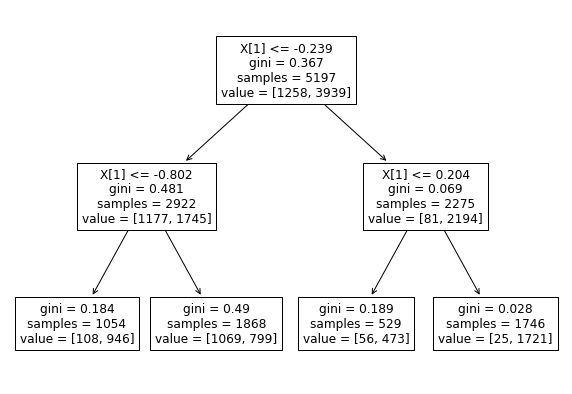 X[1] <= -0.239
gini = 0.367
samples = 5197
value = [1258, 3939]
X[1] <= -0.802
gini = 0.481
samples = 2922
value = [1177, 1745]
X[1] <= 0.204
gini = 0.069
samples = 2275
value = [81, 2194]
gini = 0.184
samples = 1054
value = [108, 946]
gini = 0.49
samples = 1868
value = [1069, 799]
gini = 0.189
samples = 529
value = [56, 473]
gini = 0.028
samples = 1746
value = [25, 1721]